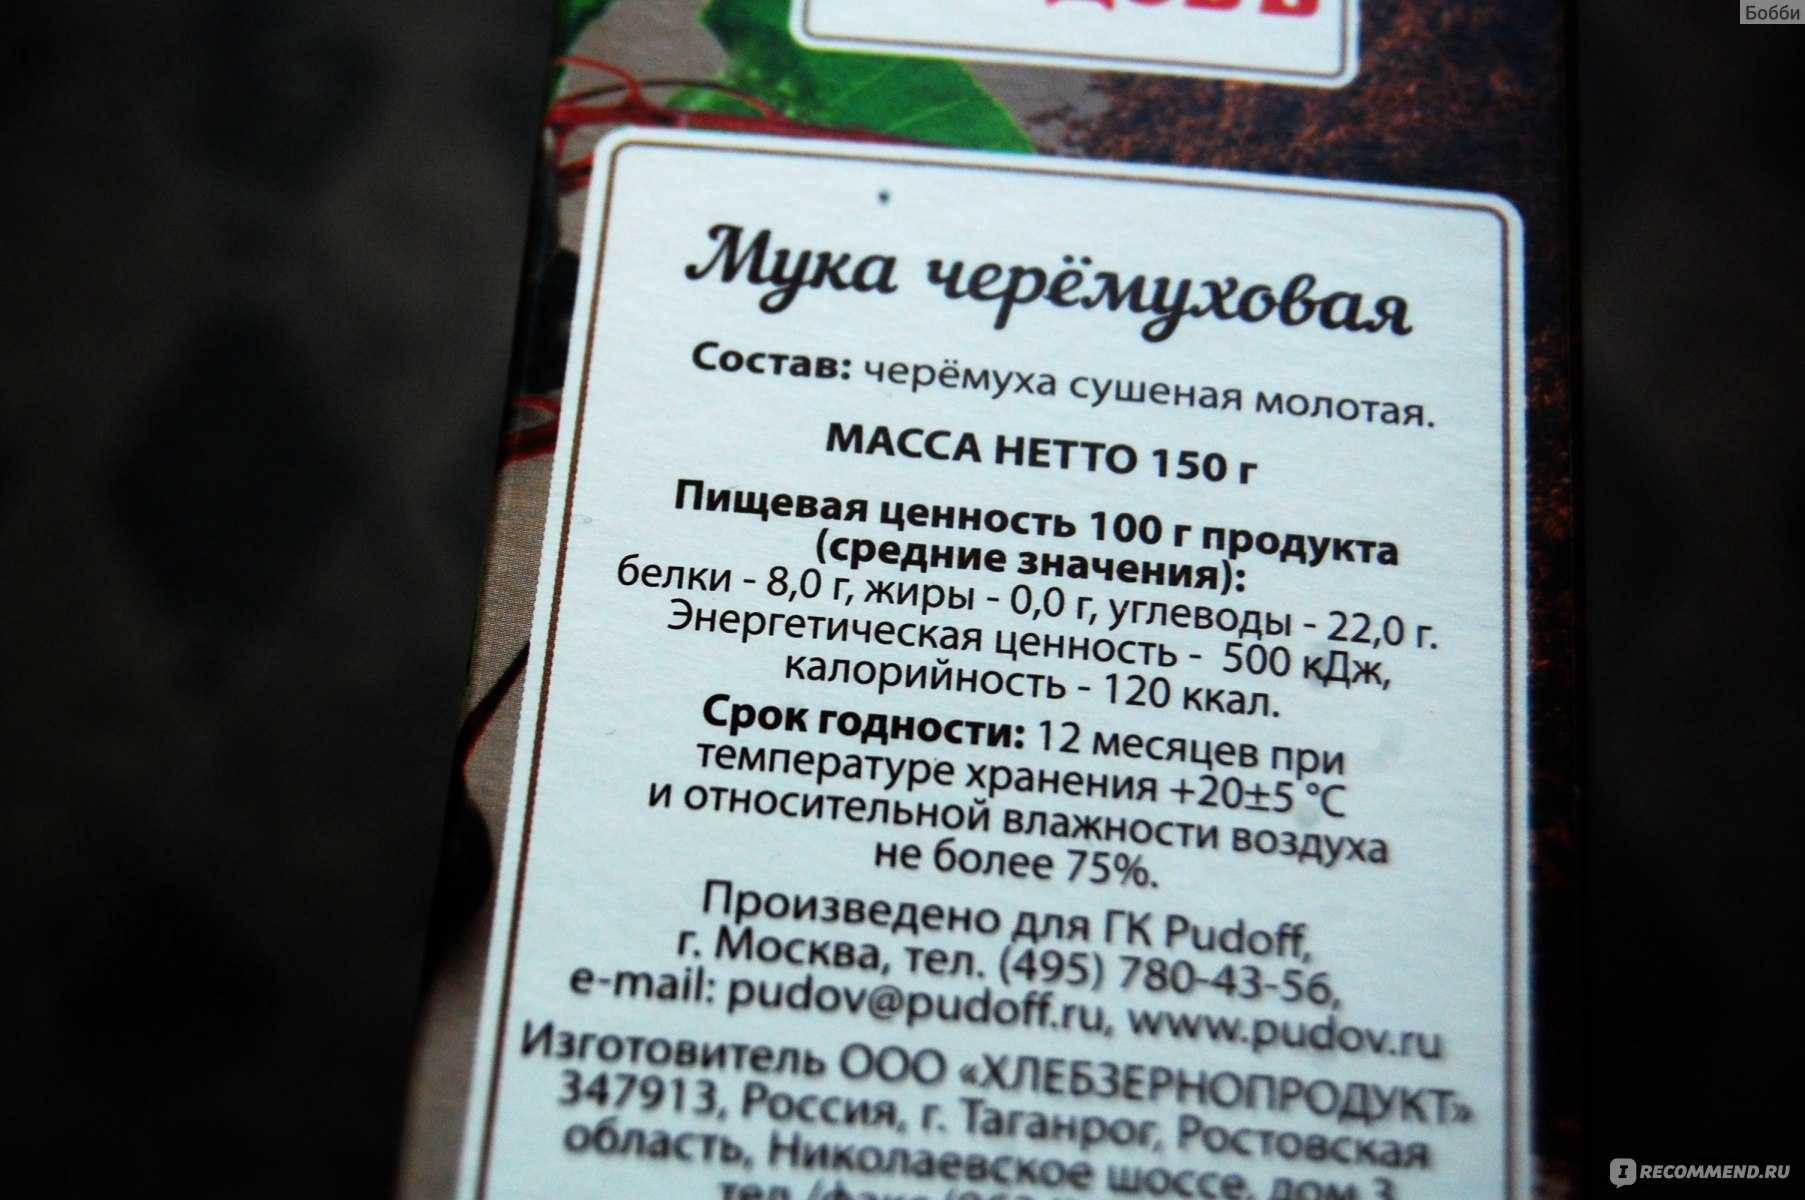 Бобби
Мука черёмуховая
Состав: черёмуха сушеная молотая.
МАССА НЕТТО 150 г
Пищевая ценность 100 г продукта
(средние значения):
белки - 8,0 г, жиры - 0,0 г, углеводы - 22,0 г.
Энергетическая ценность - 500 кДж,
калорийность - 120 ккал.
Срок годности: 12 месяцев при
температуре хранения +20±5 °С
и относительной влажности воздуха
не более 75%.
Произведено для ГК Pudoff,
г. Москва, тел. (495) 780-43-56,
e-mail: pudov@pudoff.ru, www.pudov.ru
Изготовитель ООО «ХЛЕБЗЕРНОПРОДУКТ»
347913, Россия, г. Таганрог, Ростовская
область, Николаевское шоссе, дом 3
IRECOMMEND.RU